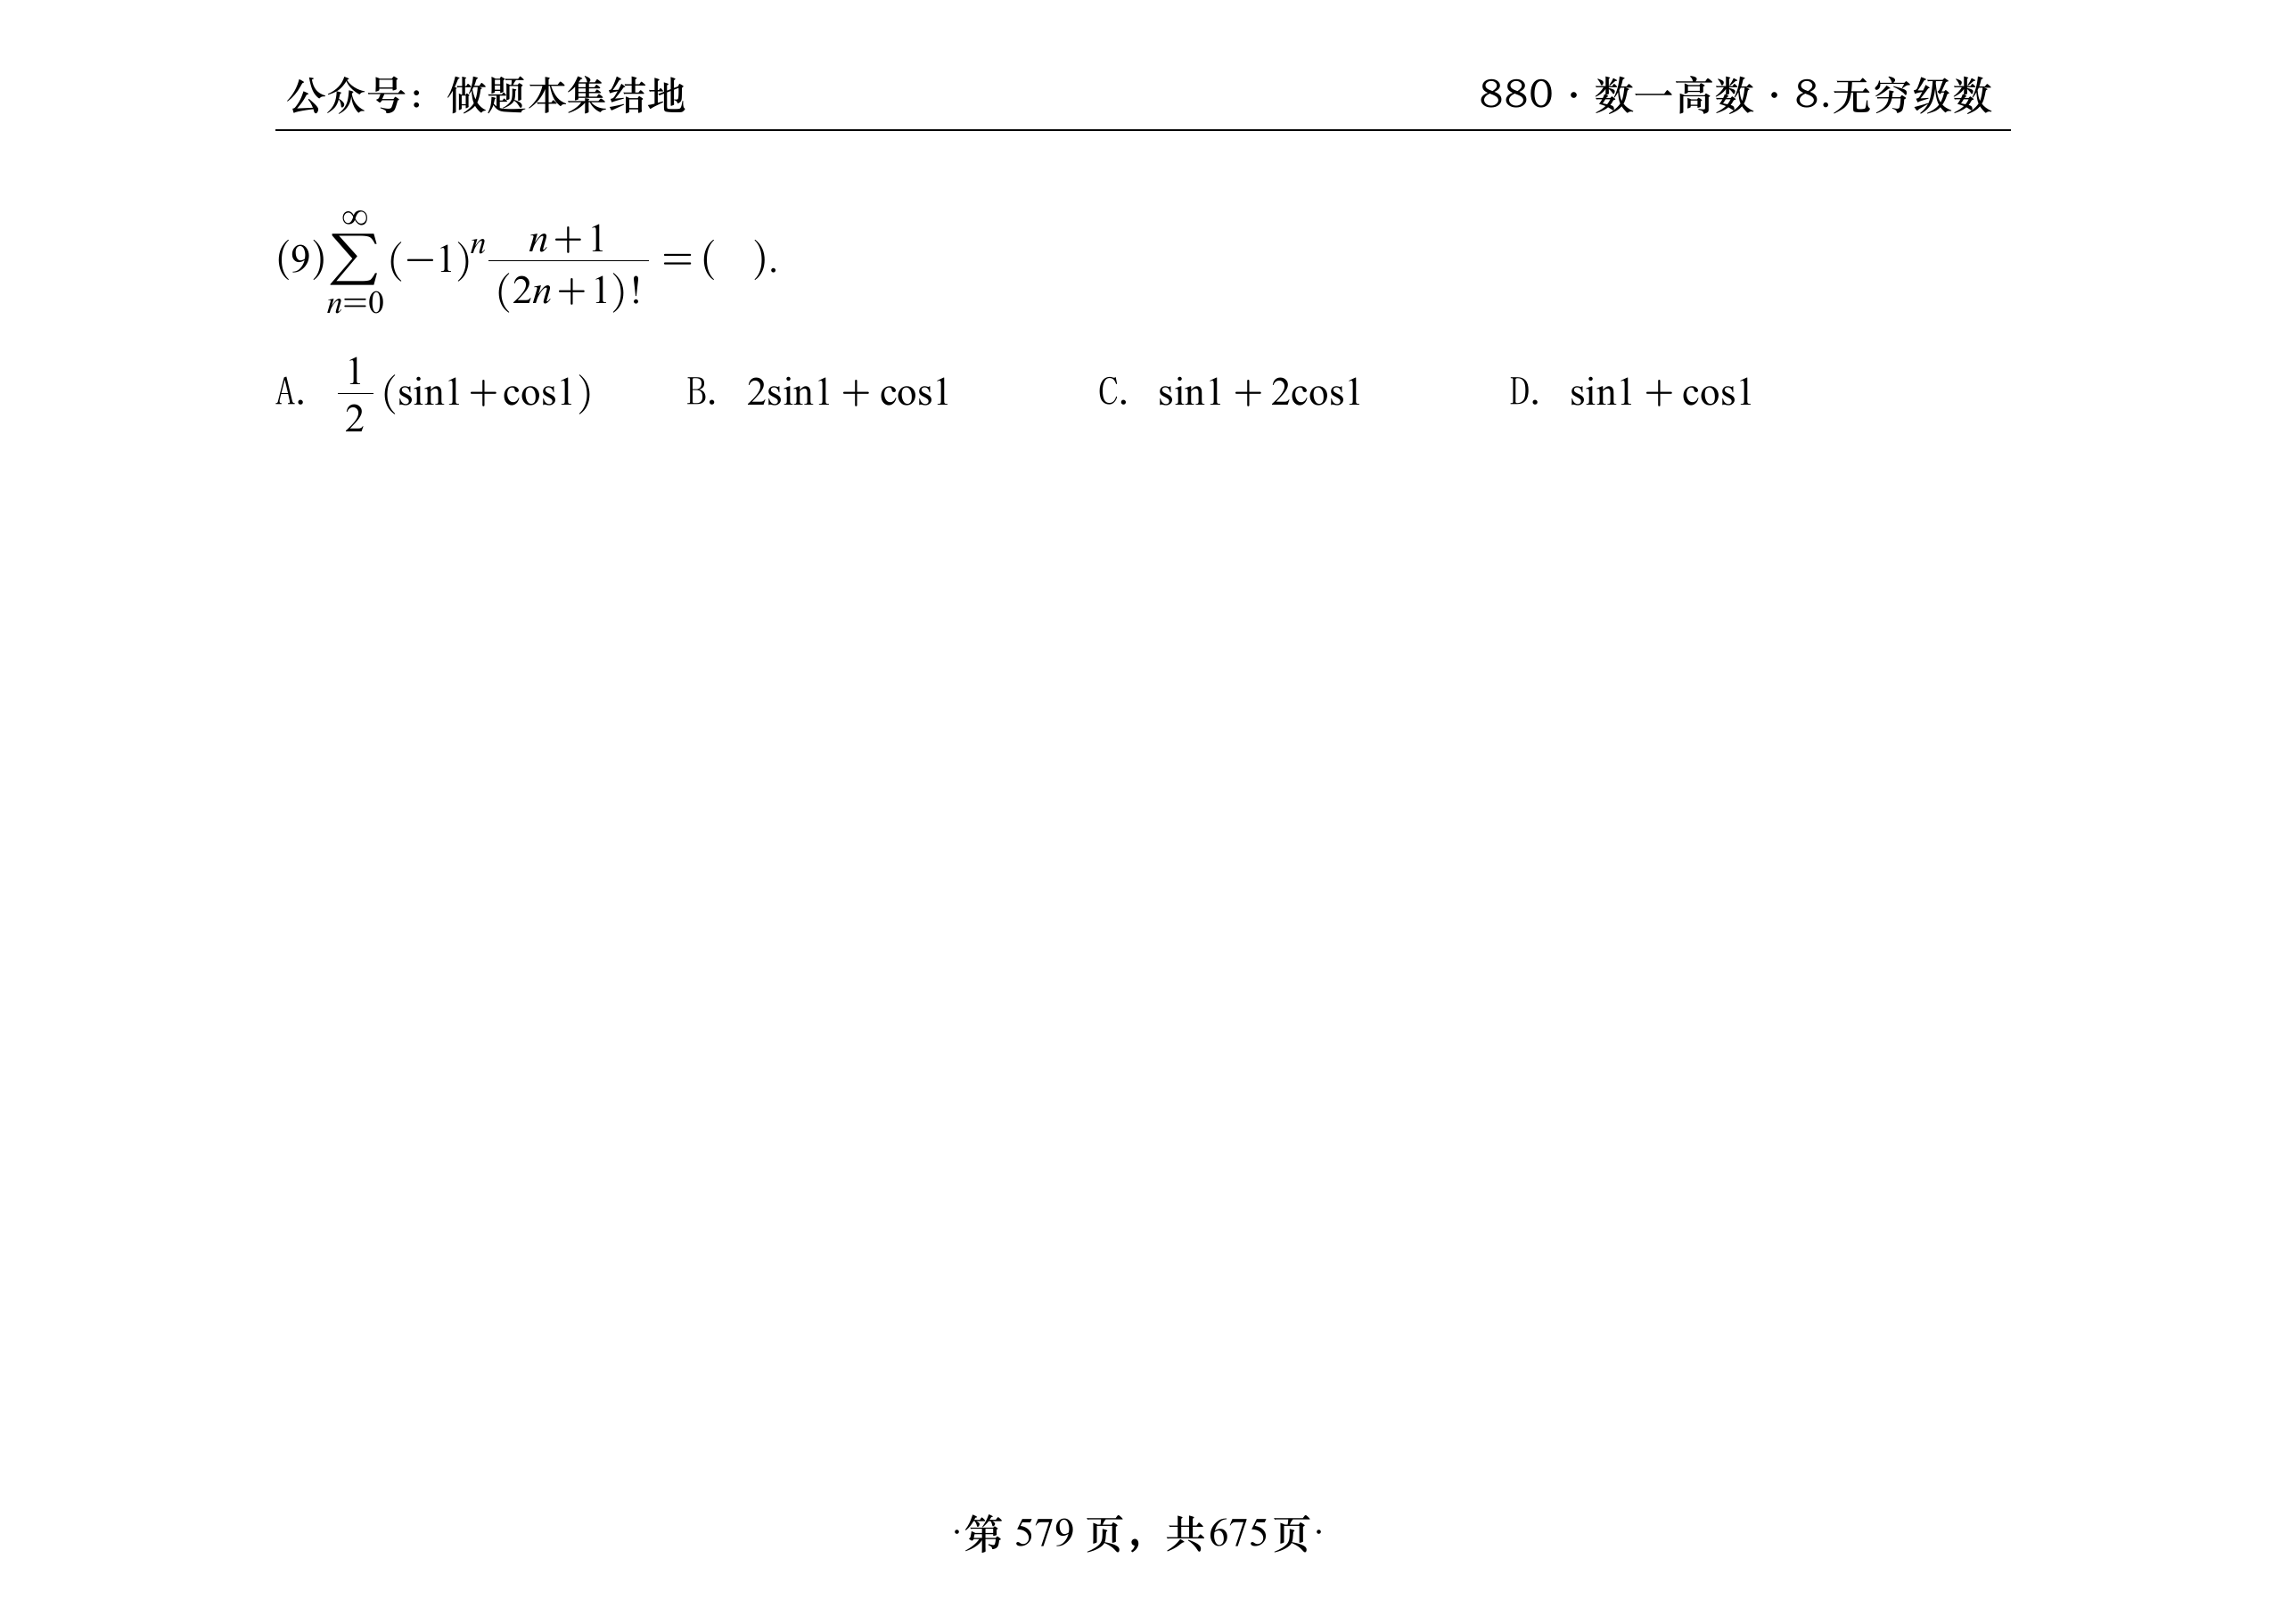 公众号：做题本集结地
880·数一高数·8.无穷级数
(9)$\sum_{n=0}^{\infty}(-1)^n\frac{n+1}{(2n+1)!}=(\quad).$
A. $\frac{1}{2}(\sin1+\cos1)$ B. $2\sin1+\cos1$ C. $\sin1+2\cos1$ D. $\sin1+\cos1$
·第 579 页，共675页·